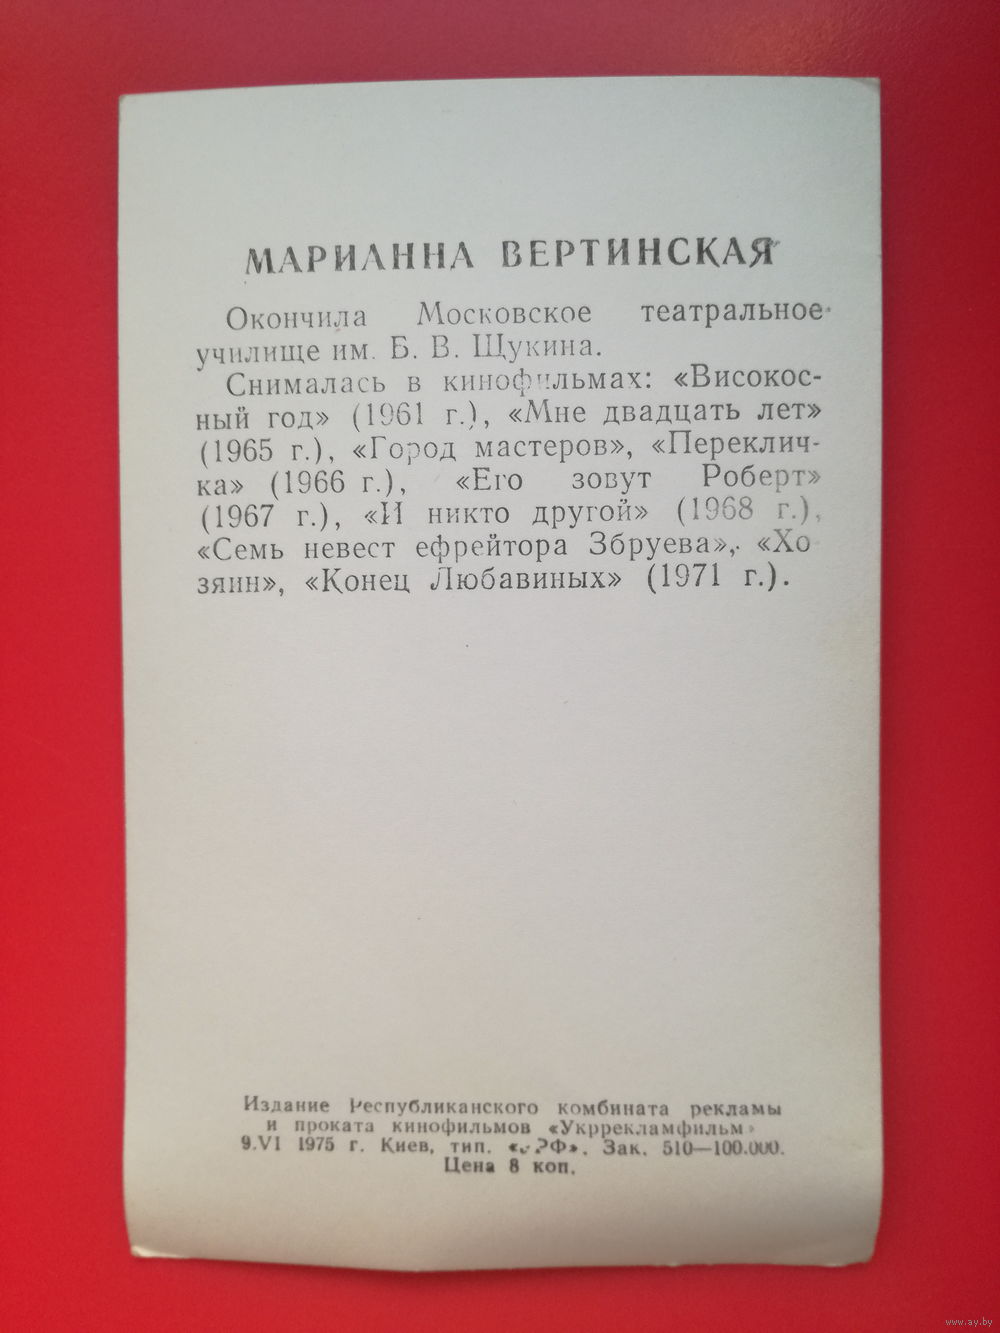 МАРИАННА ВЕРТИНСКАЯ
Окончила Московское театральное
училище им. Б. В. Щукина.
Снималась в кинофильмах: «Високос-
ный год» (1961 г.), «Мне двадцать лет»
(1965 г.), «Город мастеров», «Переклич-
ка» (1966 г.), «Его зовут Роберт»
(1967 г.), «И никто другой» (1968 г.),
«Семь невест ефрейтора Збруева», «Хо
зяин», «Конец Любавиных» (1971 г.).
Издание Республиканского комбината рекламы
и проката кинофильмов «Укррекламфильм»
9.VI 1975 г. Киев, тип. Зак. 510—100.000.
Цена 8 коп.
www.ay.by